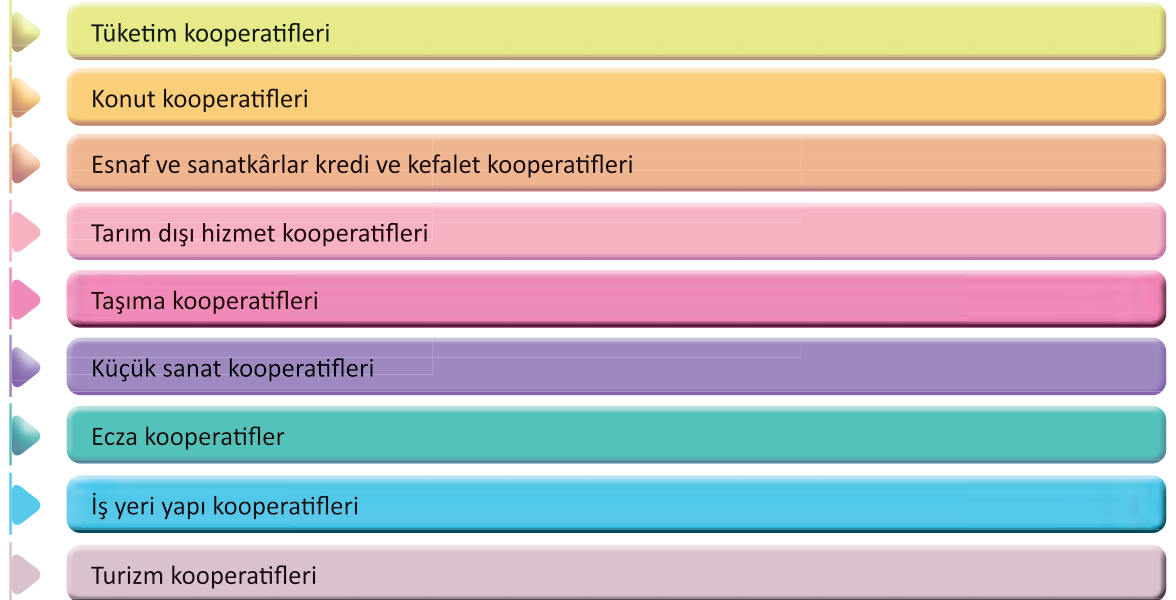 Tüketim kooperatifleri
Konut kooperatifleri
Esnaf ve sanatkârlar kredi ve kefalet kooperatifleri
Tarım dışı hizmet kooperatifleri
Taşıma kooperatifleri
Küçük sanat kooperatifleri
Ecza kooperatifler
İş yeri yapı kooperatifleri
Turizm kooperatifleri